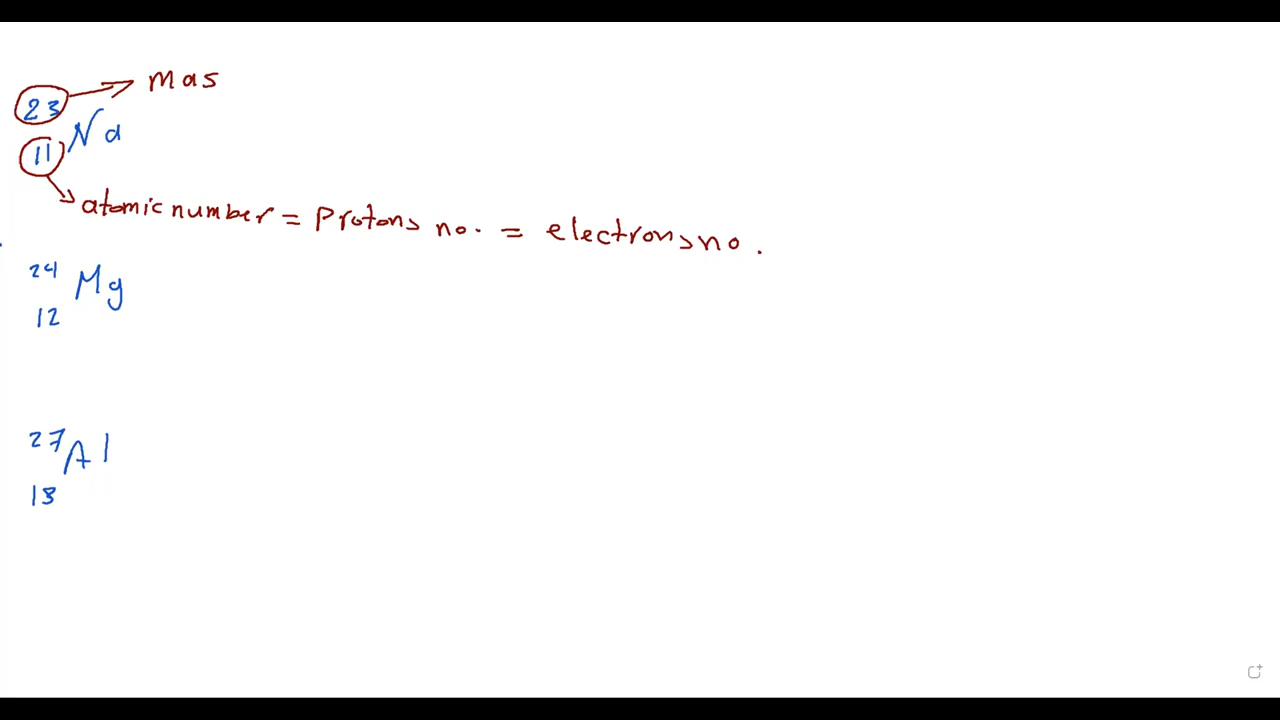 mas
23
Na
11
atomic number = Protons no. = electrons no.
24
Mg
12
27
Al
13